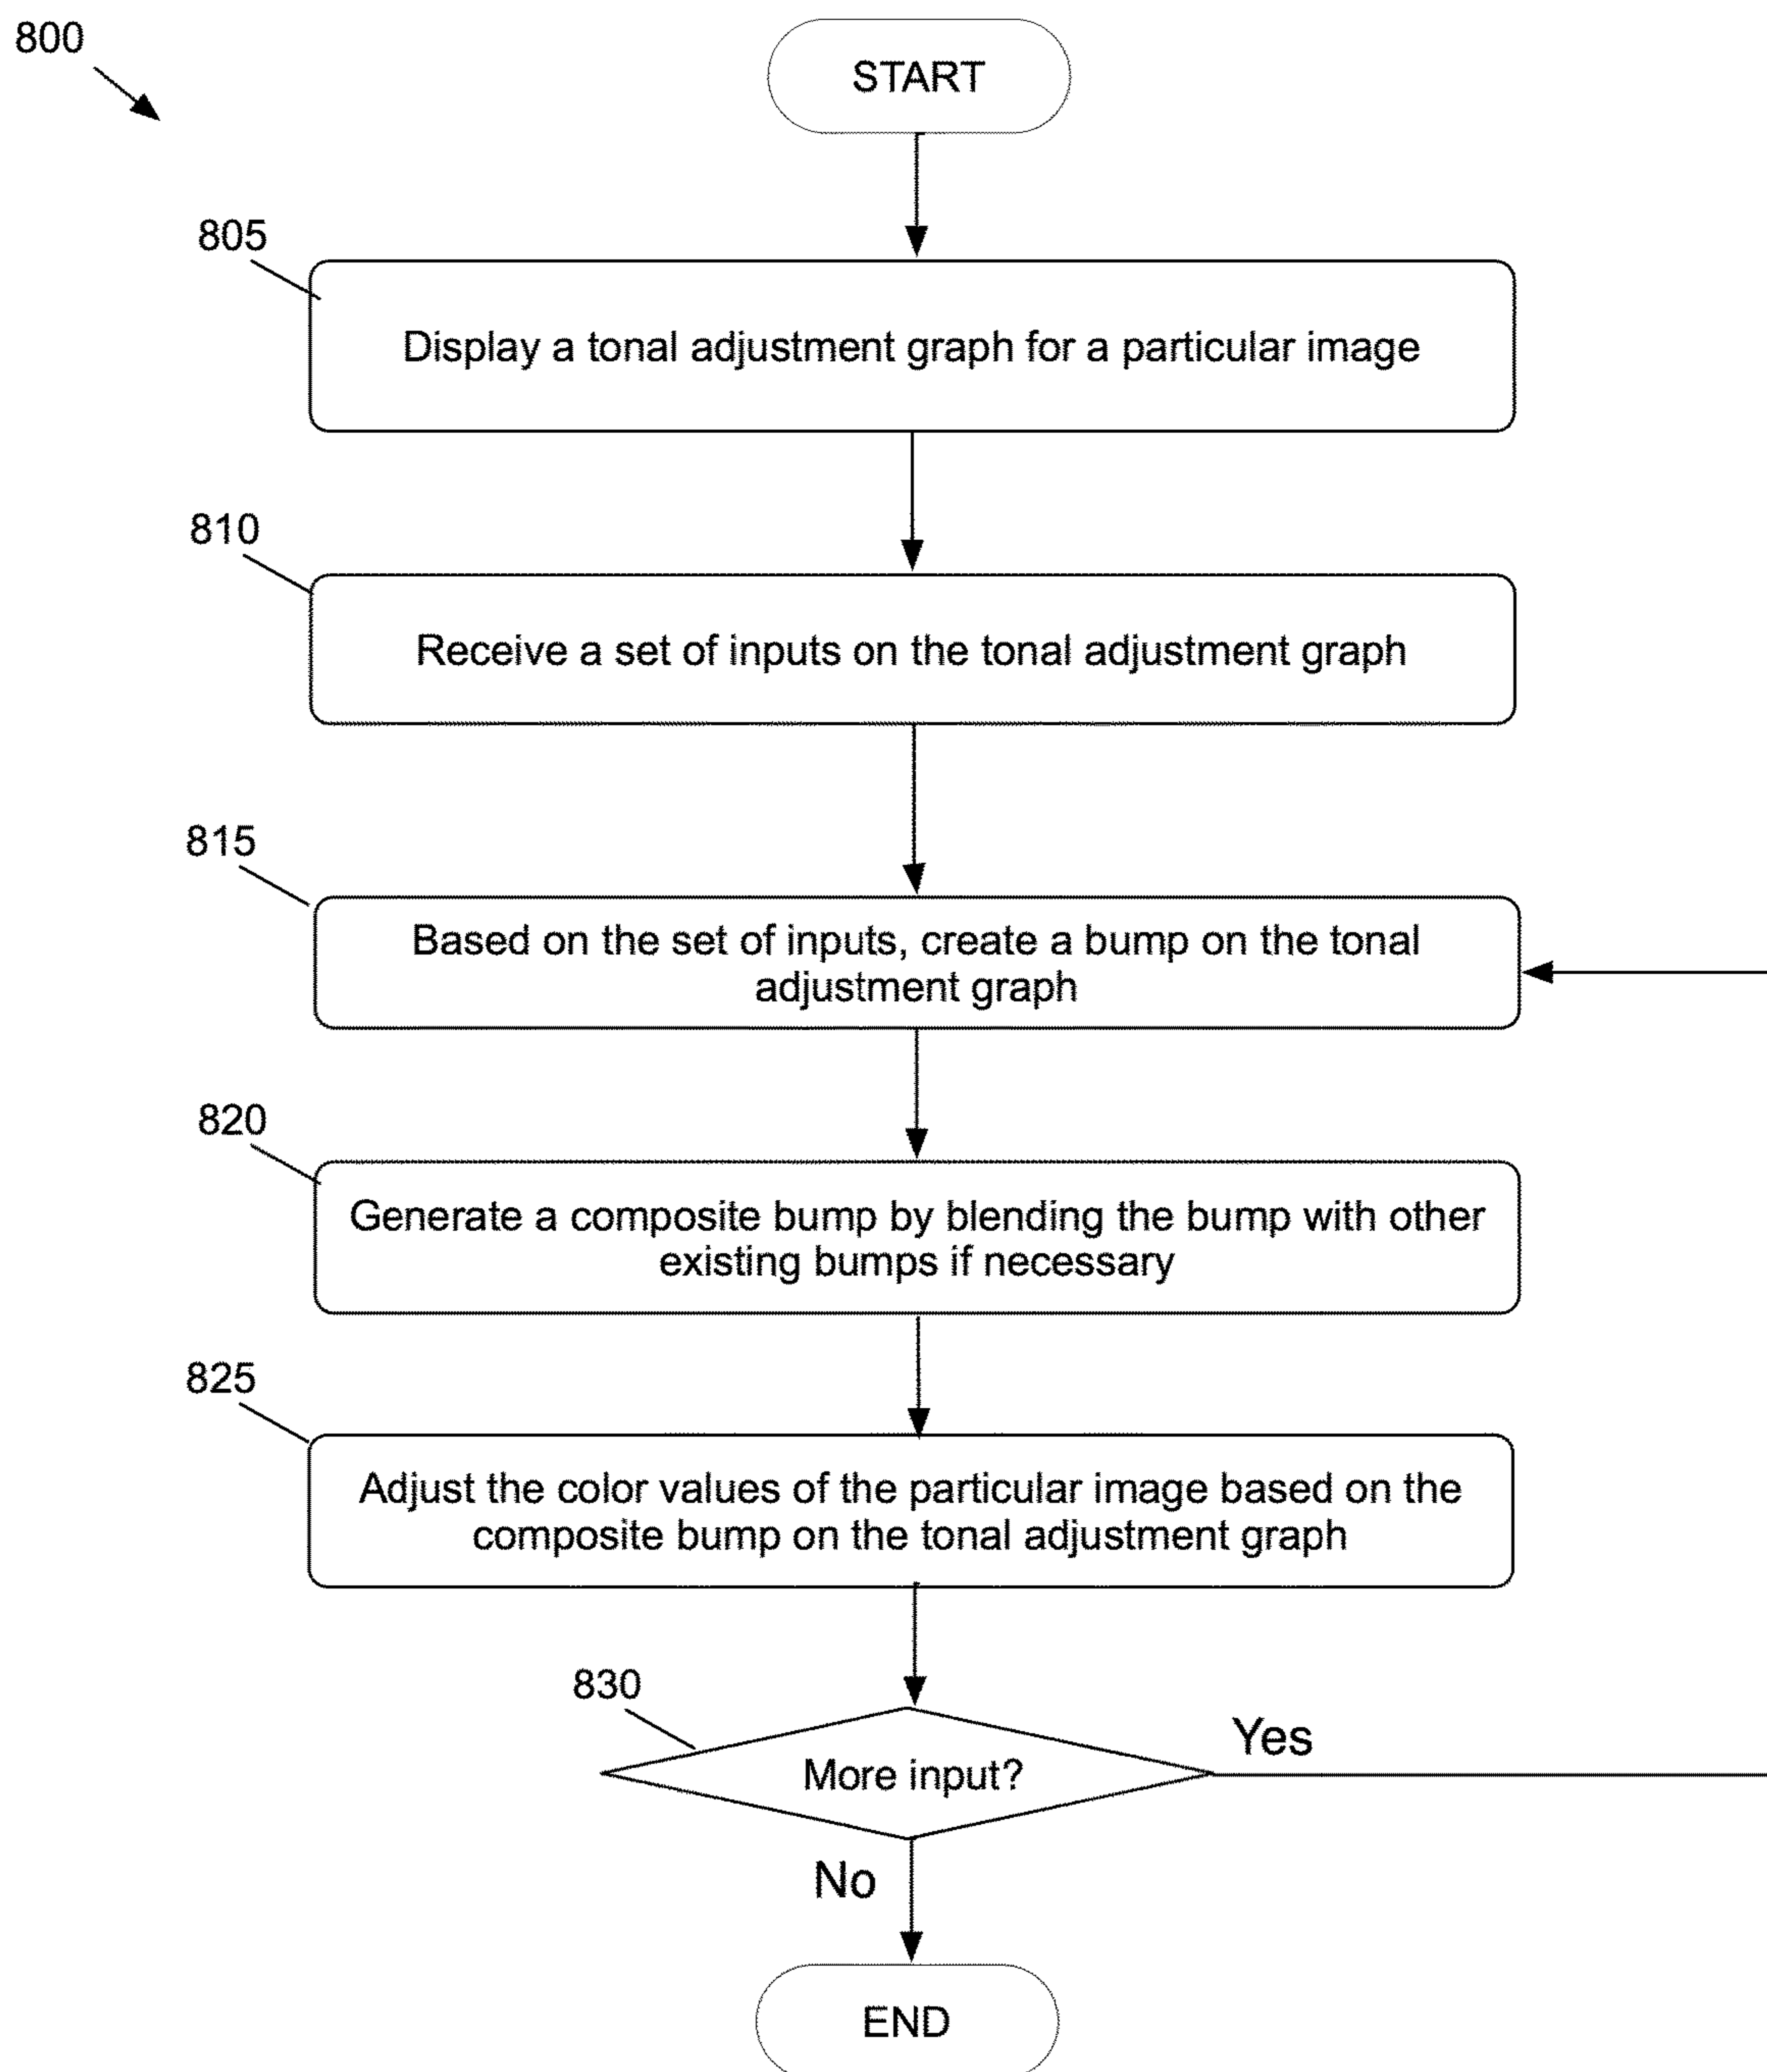 800
START
805
Display a tonal adjustment graph for a particular image
810
Receive a set of inputs on the tonal adjustment graph
815
Based on the set of inputs, create a bump on the tonal
adjustment graph
820
Generate a composite bump by blending the bump with other
existing bumps if necessary
825
Adjust the color values of the particular image based on the
composite bump on the tonal adjustment graph
830
More input?
Yes
No
END